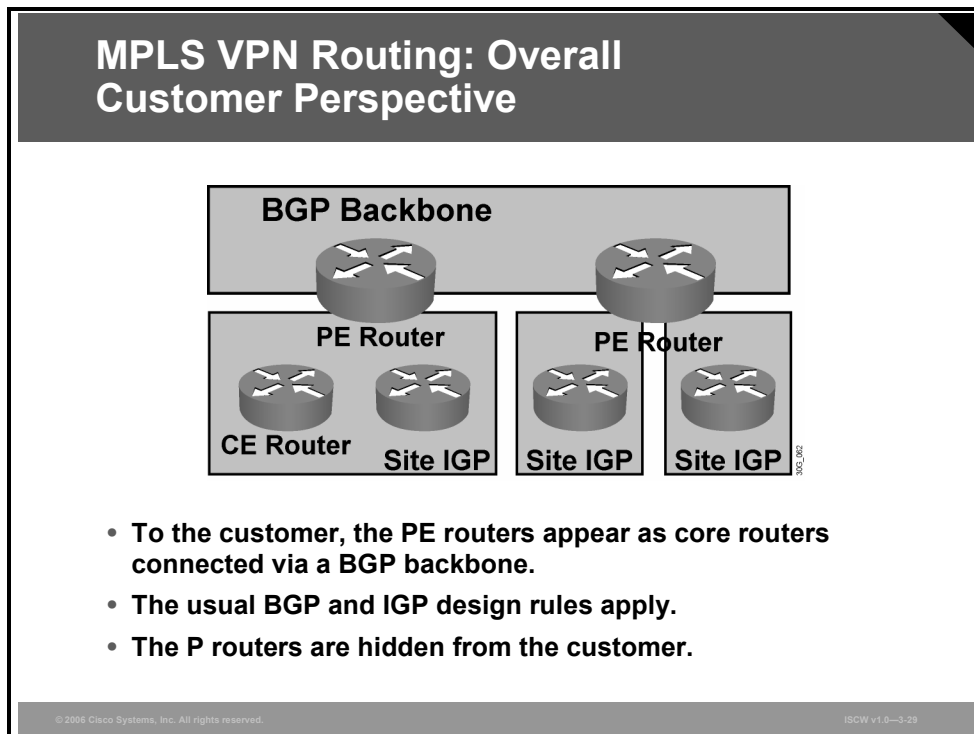 MPLS VPN Routing: Overall
Customer Perspective
BGP Backbone
PE Router
PE Router
CE Router
Site IGP
Site IGP
Site IGP
30G_062
• To the customer, the PE routers appear as core routers
connected via a BGP backbone.
• The usual BGP and IGP design rules apply.
• The P routers are hidden from the customer.
© 2006 Cisco Systems, Inc. All rights reserved.
ISCW v1.0—3-29